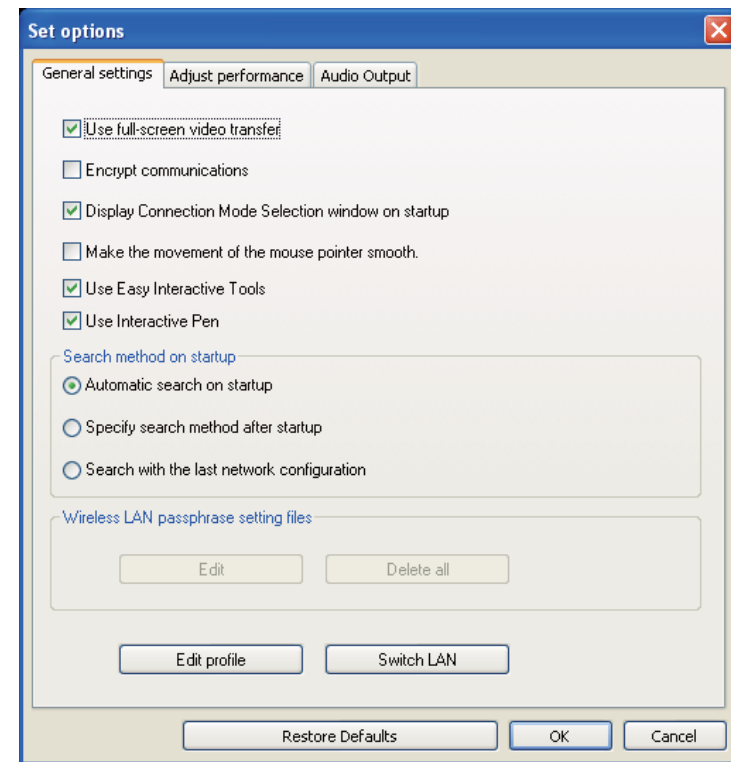 Set options
General settings Adjust performance Audio Output
Use full-screen video transfer
Encrypt communications
Display Connection Mode Selection window on startup
Make the movement of the mouse pointer smooth.
Use Easy Interactive Tools
Use Interactive Pen
Search method on startup
Automatic search on startup
Specify search method after startup
Search with the last network configuration
Wireless LAN passphrase setting files
Edit Delete all
Edit profile Switch LAN
Restore Defaults OK Cancel